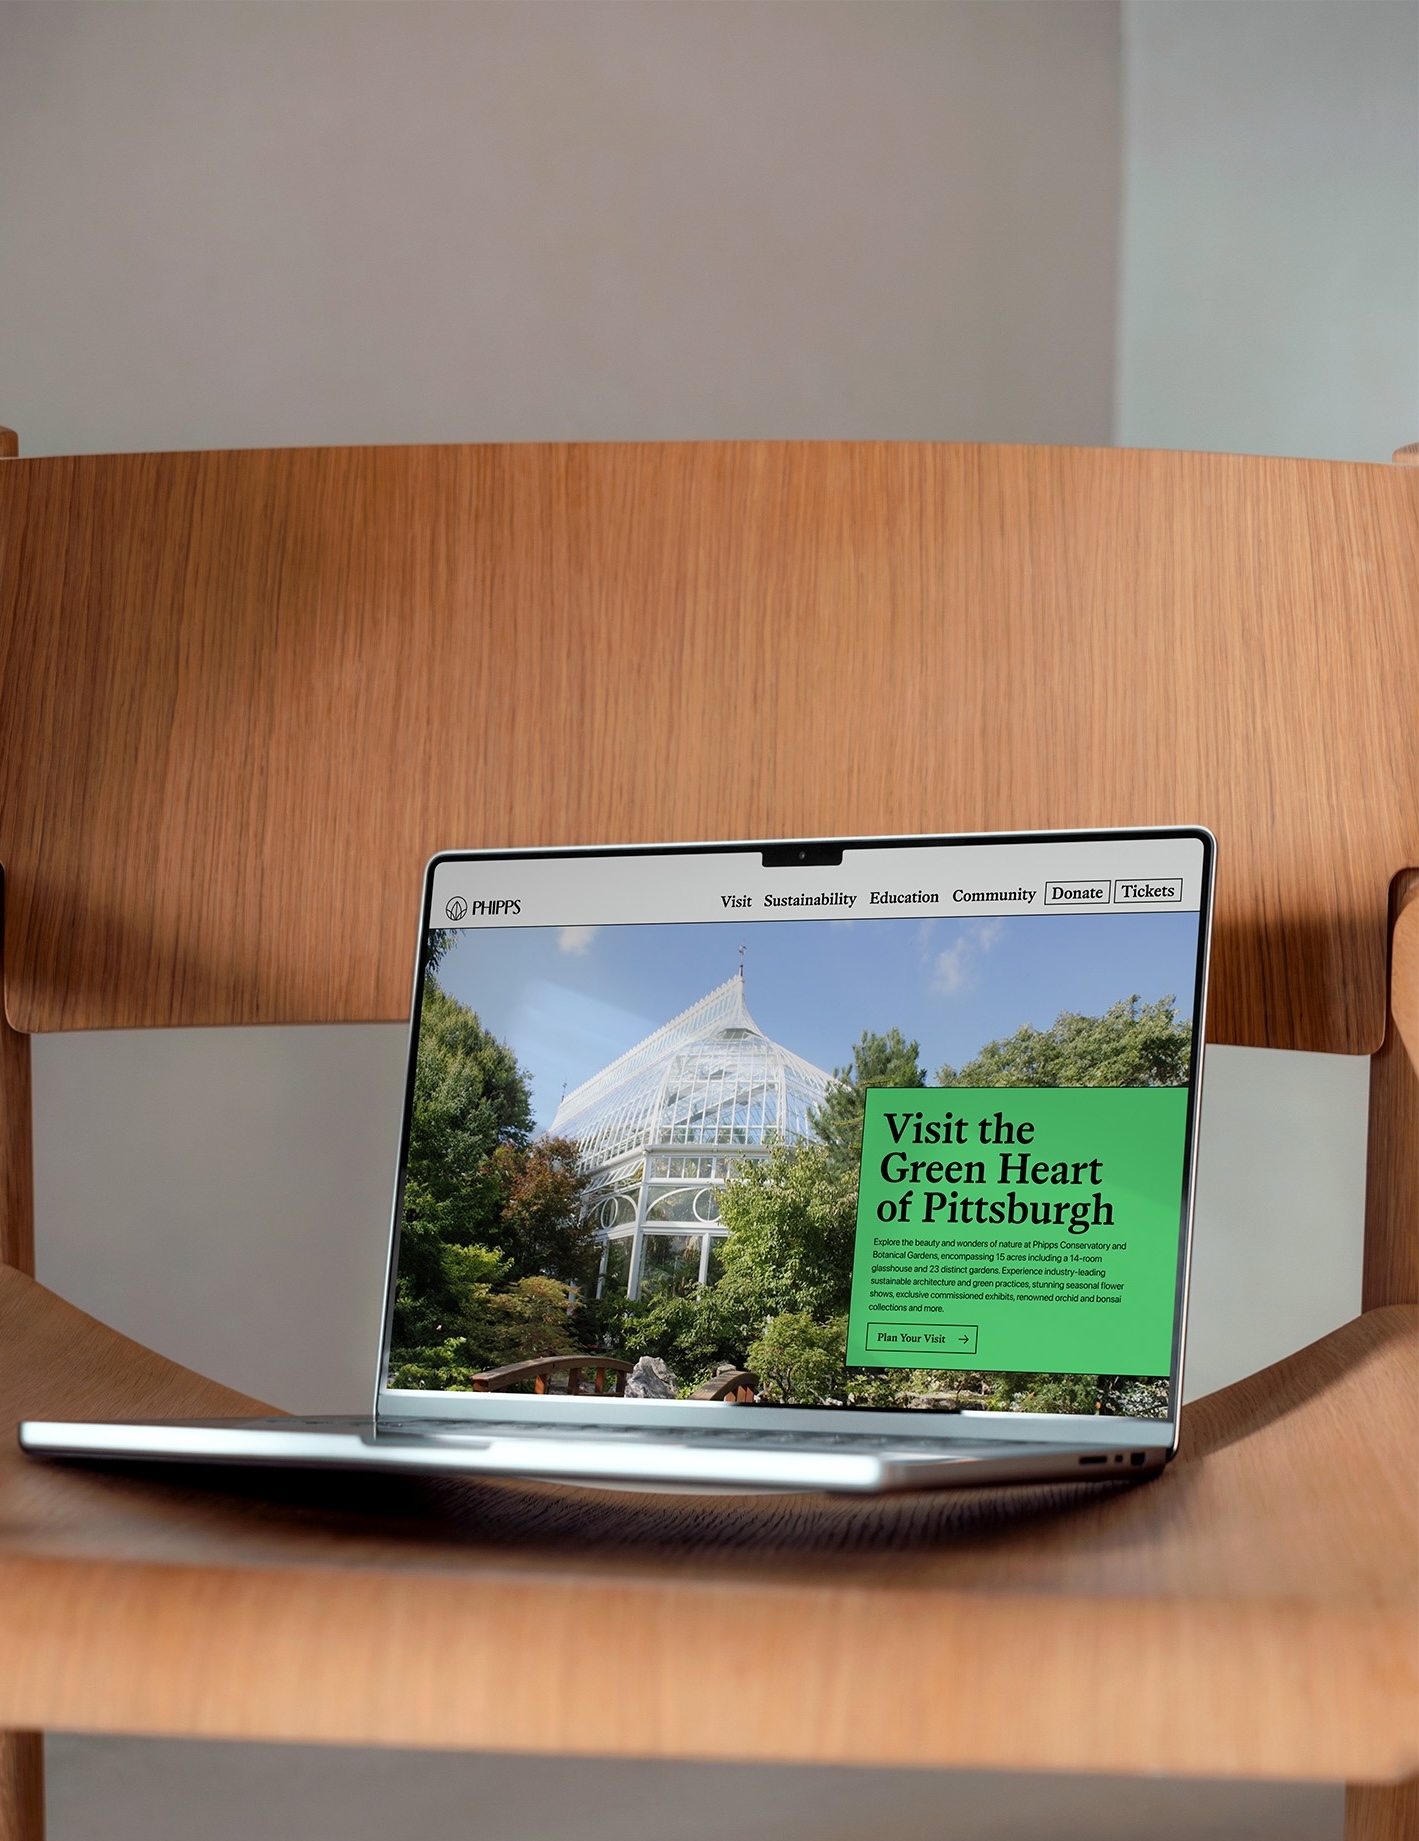 PHIPPS
Visit Sustainability Education Community Donate Tickets
Visit the
Green Heart
of Pittsburgh
Explore the beauty and wonders of nature at Phipps Conservatory and
Botanical Gardens, encompassing 15 acres including a 14-room
glasshouse and 23 distinct gardens. Experience industry-leading
sustainable architecture and green practices, stunning seasonal flower
shows, exclusive commissioned exhibits, renowned orchid and bonsai
collections and more.
Plan Your Visit →